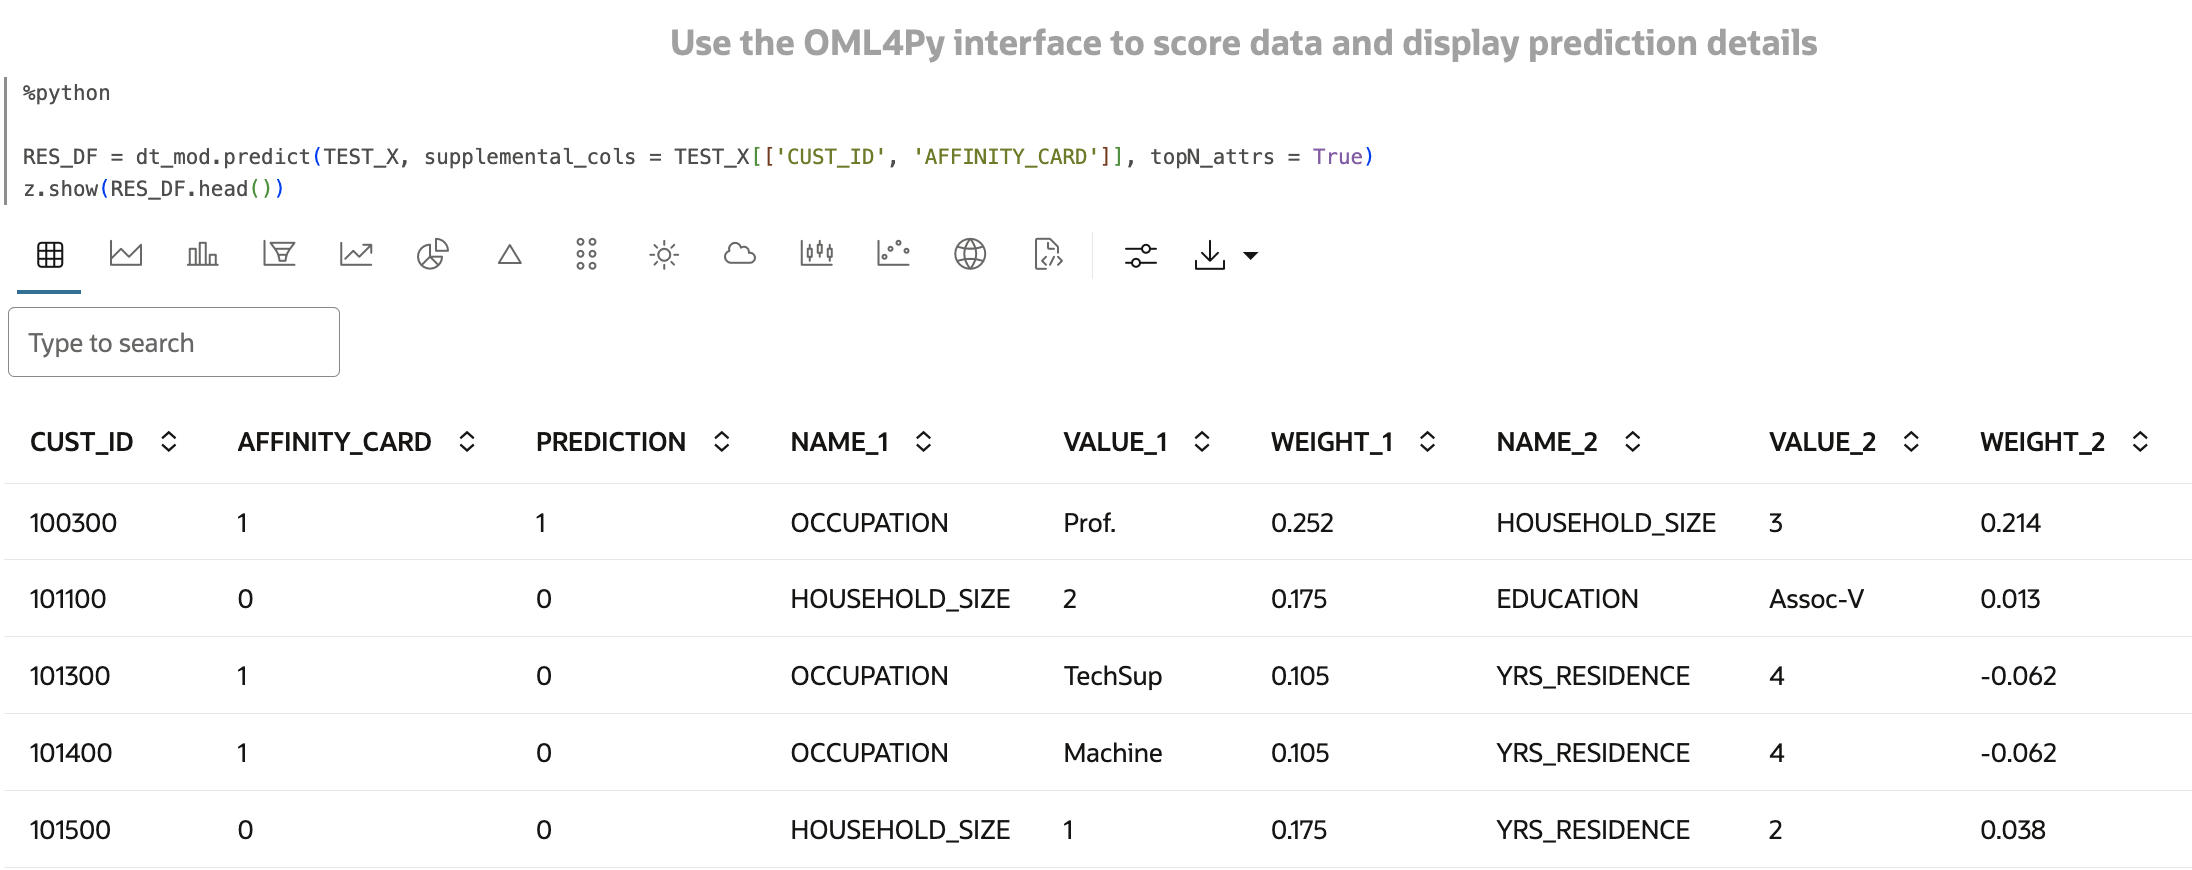 Use the OML4Py interface to score data and display prediction details
%python
RES_DF = dt_mod.predict(TEST_X, supplemental_cols = TEST_X[['CUST_ID', 'AFFINITY_CARD']], topN_attrs = True)
z.show(RES_DF.head())
Type to search
CUST_ID AFFINITY_CARD PREDICTION NAME_1 VALUE_1 WEIGHT_1 NAME_2 VALUE_2 WEIGHT_2
100300 1 1 OCCUPATION Prof. 0.252 HOUSEHOLD_SIZE 3 0.214
101100 0 0 HOUSEHOLD_SIZE 2 0.175 EDUCATION Assoc-V 0.013
101300 1 0 OCCUPATION TechSup 0.105 YRS_RESIDENCE 4 -0.062
101400 1 0 OCCUPATION Machine 0.105 YRS_RESIDENCE 4 -0.062
101500 0 0 HOUSEHOLD_SIZE 1 0.175 YRS_RESIDENCE 2 0.038